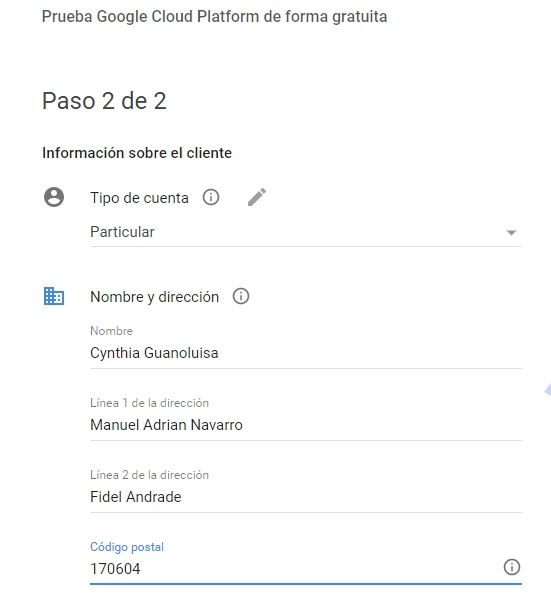 Prueba Google Cloud Platform de forma gratuita
Paso 2 de 2
Información sobre el cliente
Tipo de cuenta
Particular
Nombre y dirección
Nombre
Cynthia Guanoluisa
Línea 1 de la dirección
Manuel Adrian Navarro
Línea 2 de la dirección
Fidel Andrade
Código postal
170604